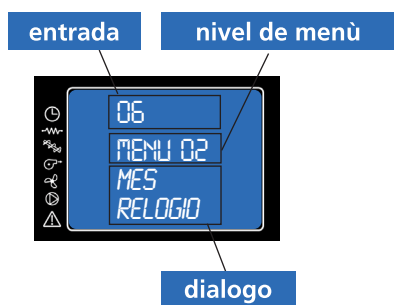 entrada
nivel de menù
06
MENU 02
MES
RELOGIO
dialogo